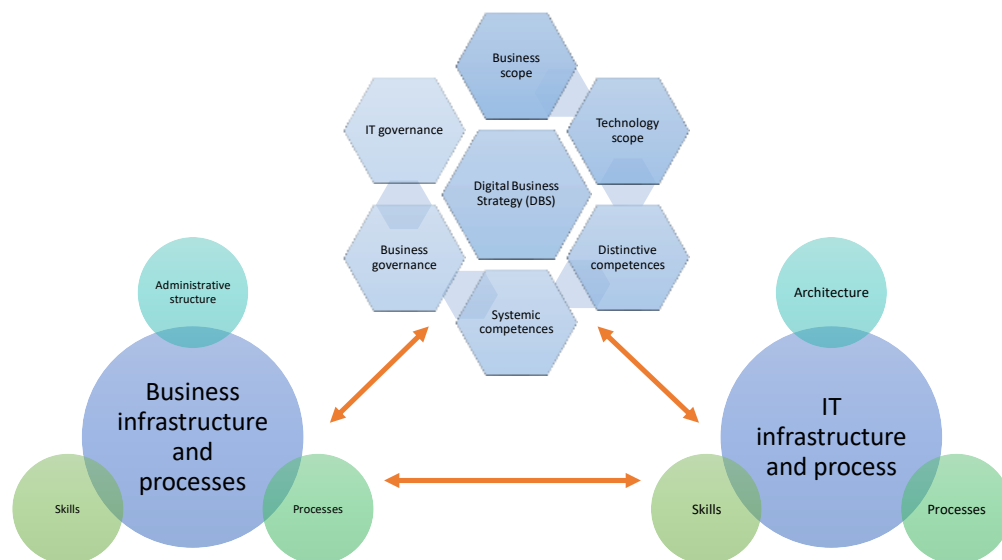 Business
scope
IT governance
Technology
scope
Digital Business
Strategy (DBS)
Business
governance
Distinctive
competences
Systemic
competences
Administrative
structure
Business
infrastructure
and
processes
Skills
Processes
Architecture
IT
infrastructure
and process
Skills
Processes